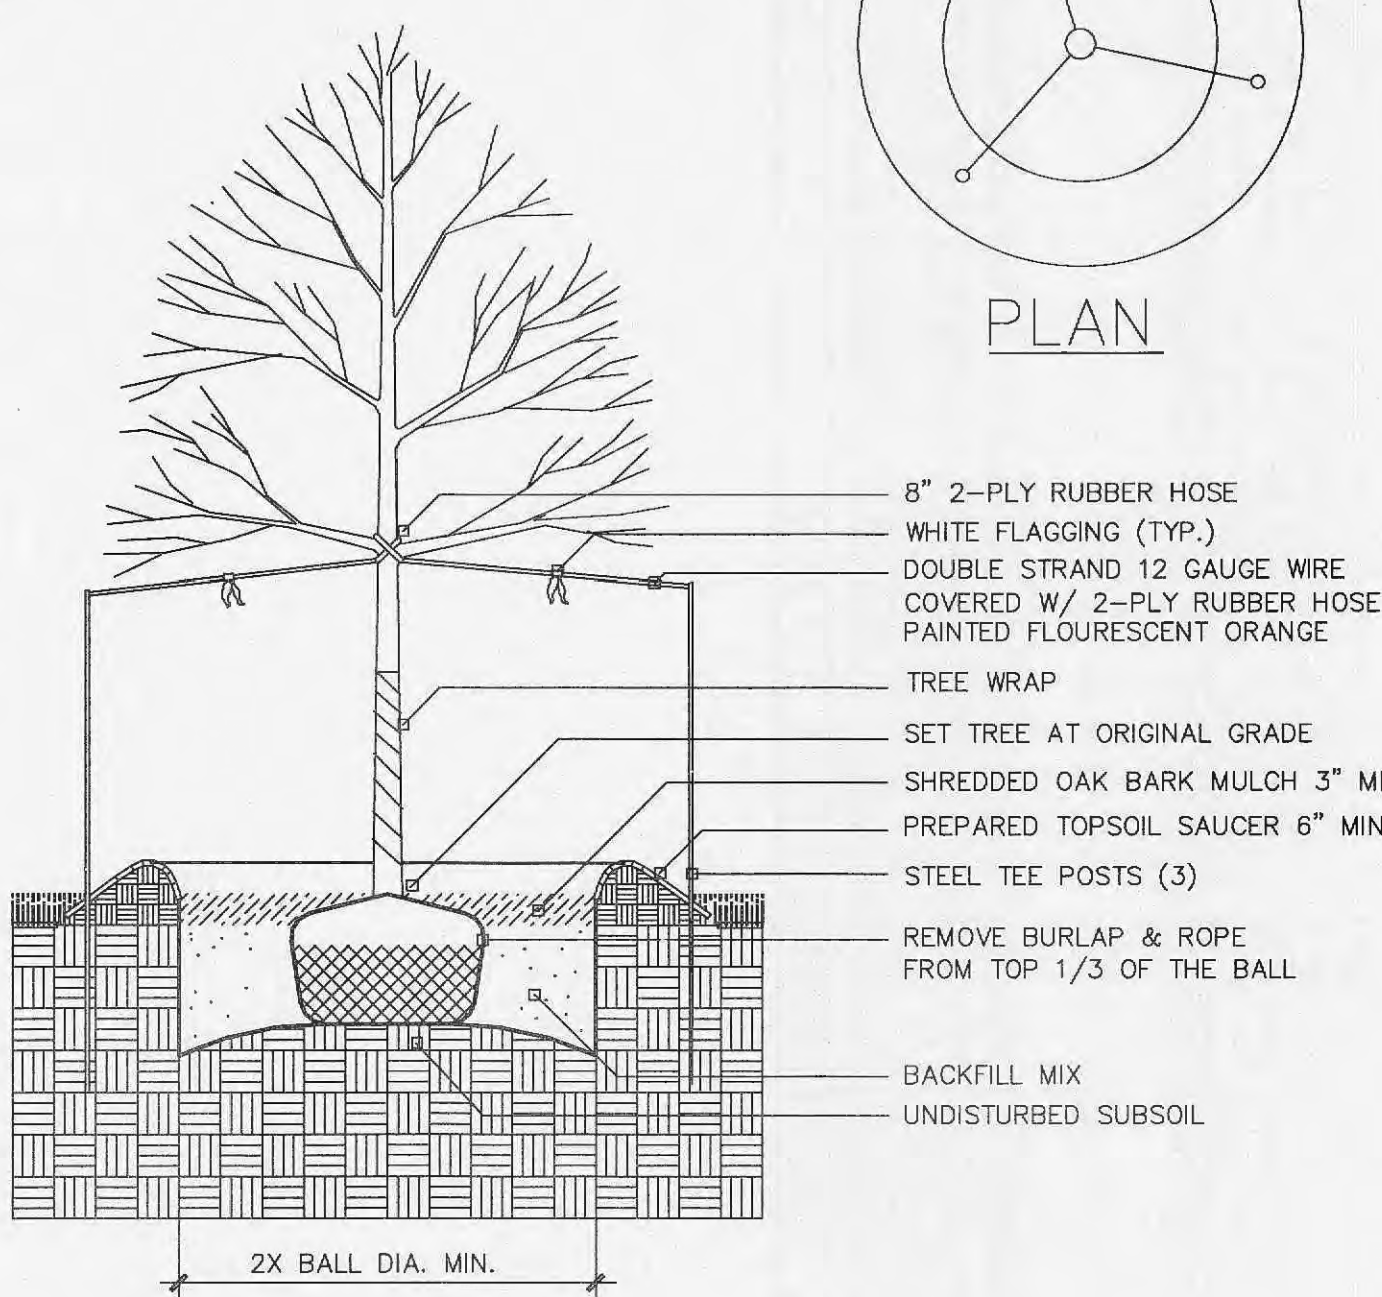 PLAN
8" 2-PLY RUBBER HOSE
WHITE FLAGGING (TYP.)
DOUBLE STRAND 12 GAUGE WIRE
COVERED W/ 2-PLY RUBBER HOSE
PAINTED FLOURESCENT ORANGE
TREE WRAP
SET TREE AT ORIGINAL GRADE
SHREDDED OAK BARK MULCH 3"
PREPARED TOPSOIL SAUCER 6" MIN
STEEL TEE POSTS (3)
REMOVE BURLAP & ROPE
FROM TOP 1/3 OF THE BALL
BACKFILL MIX
UNDISTURBED SUBSOIL
2X BALL DIA. MIN.